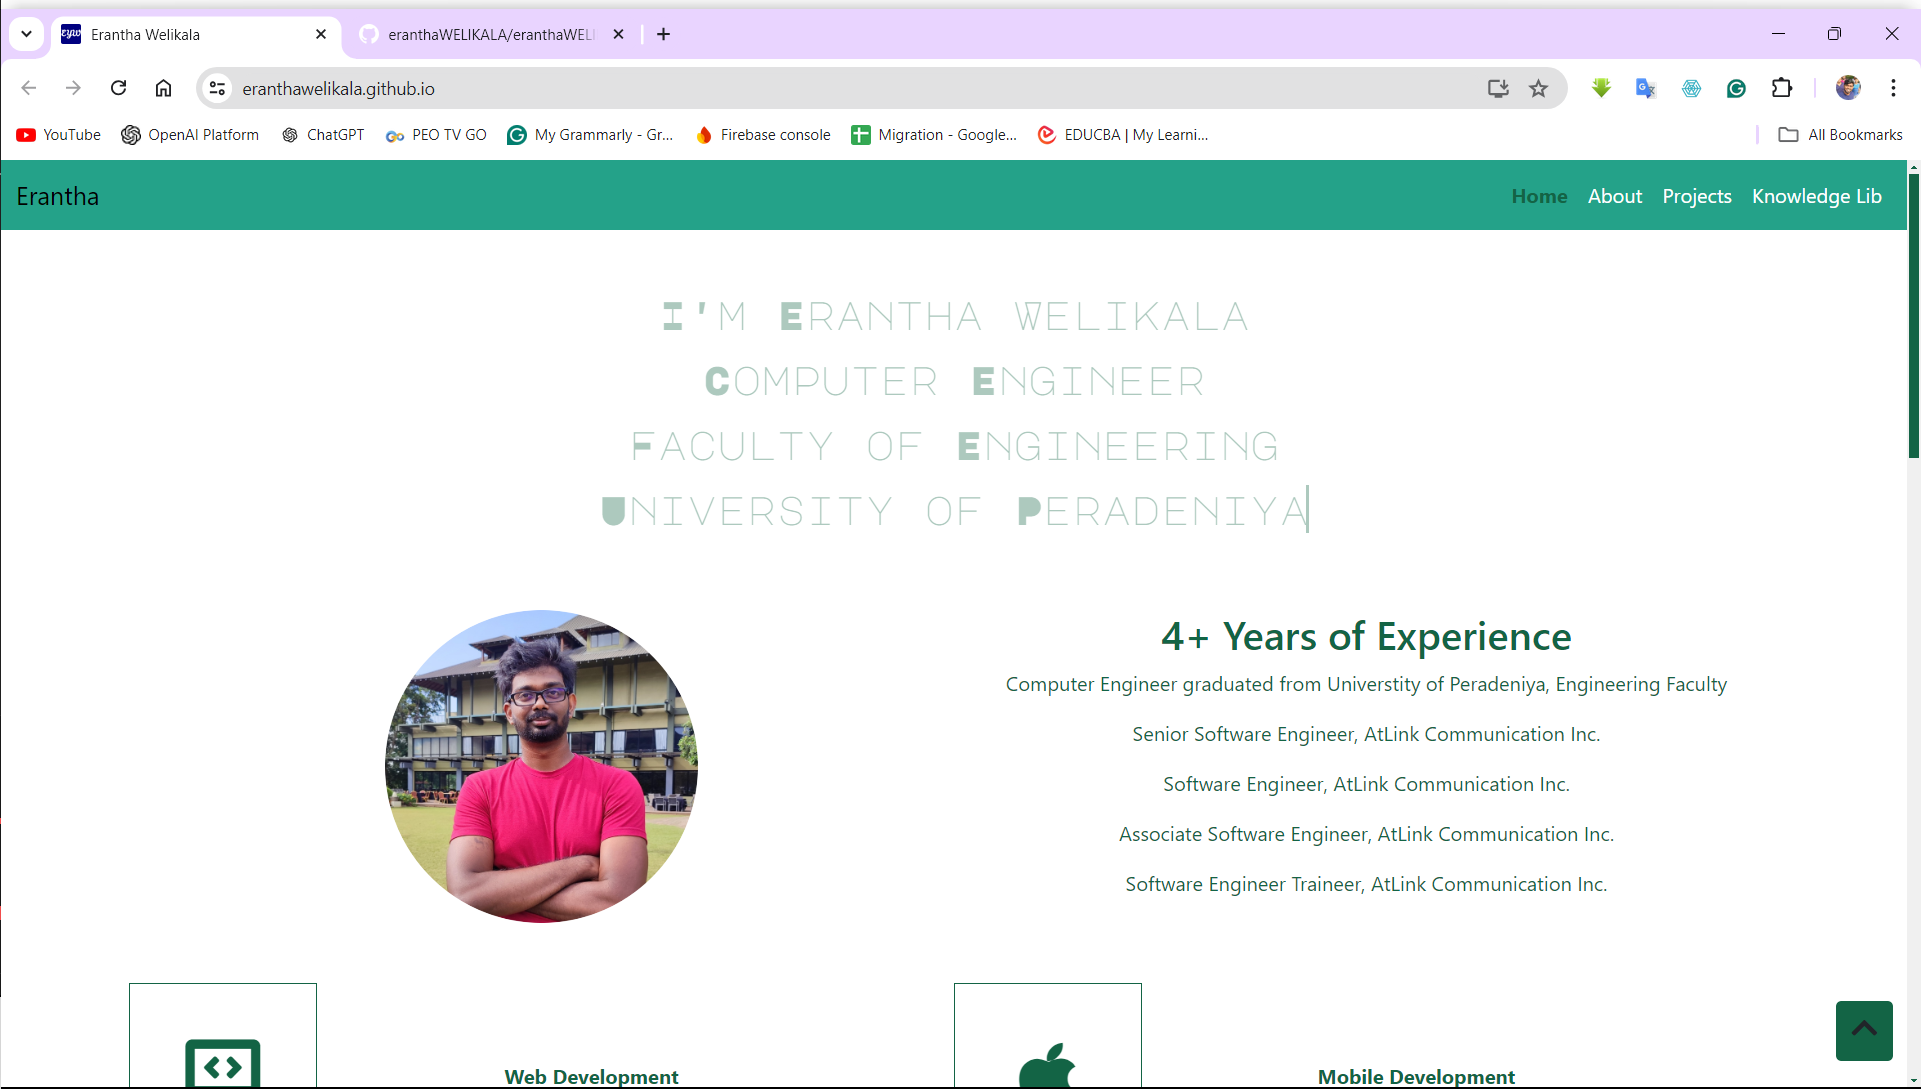 Erantha Welikala
eranthaWELIKALA/eranthaWEL
eranthawelikala.github.io
YouTube
OpenAI Platform
ChatGPT
PEO TV GO
My Grammarly - Gr...
Firebase console
Migration - Google...
EDUCBA | My Learni...
All Bookmarks
Erantha
Home
About
Projects
Knowledge Lib
I'm Erantha Welikala
Computer Engineer
Faculty of Engineering
University of Peradeniya
4+ Years of Experience
Computer Engineer graduated from Universtity of Peradeniya, Engineering Faculty
Senior Software Engineer, AtLink Communication Inc.
Software Engineer, AtLink Communication Inc.
Associate Software Engineer, AtLink Communication Inc.
Software Engineer Traineer, AtLink Communication Inc.
Web Development
Mobile Development